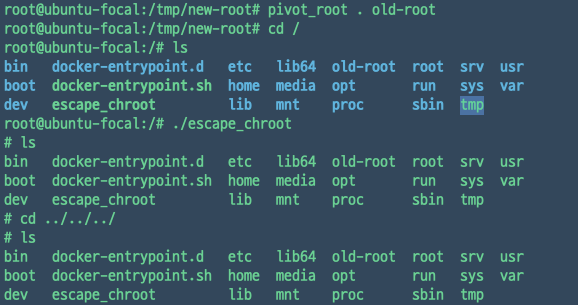 root@ubuntu-focal:/tmp/new-root# pivot_root . old-root
root@ubuntu-focal:/tmp/new-root# cd /
root@ubuntu-focal:/# ls
bin docker-entrypoint.d etc lib64 old-root root srv usr
boot docker-entrypoint.sh home media opt run sys var
dev escape_chroot lib mnt proc sbin tmp
root@ubuntu-focal:/# ./escape_chroot
# ls
bin docker-entrypoint.d etc lib64 old-root root srv usr
boot docker-entrypoint.sh home media opt run sys var
dev escape_chroot lib mnt proc sbin tmp
# cd ../../../
# ls
bin docker-entrypoint.d etc lib64 old-root root srv usr
boot docker-entrypoint.sh home media opt run sys var
dev escape_chroot lib mnt proc sbin tmp